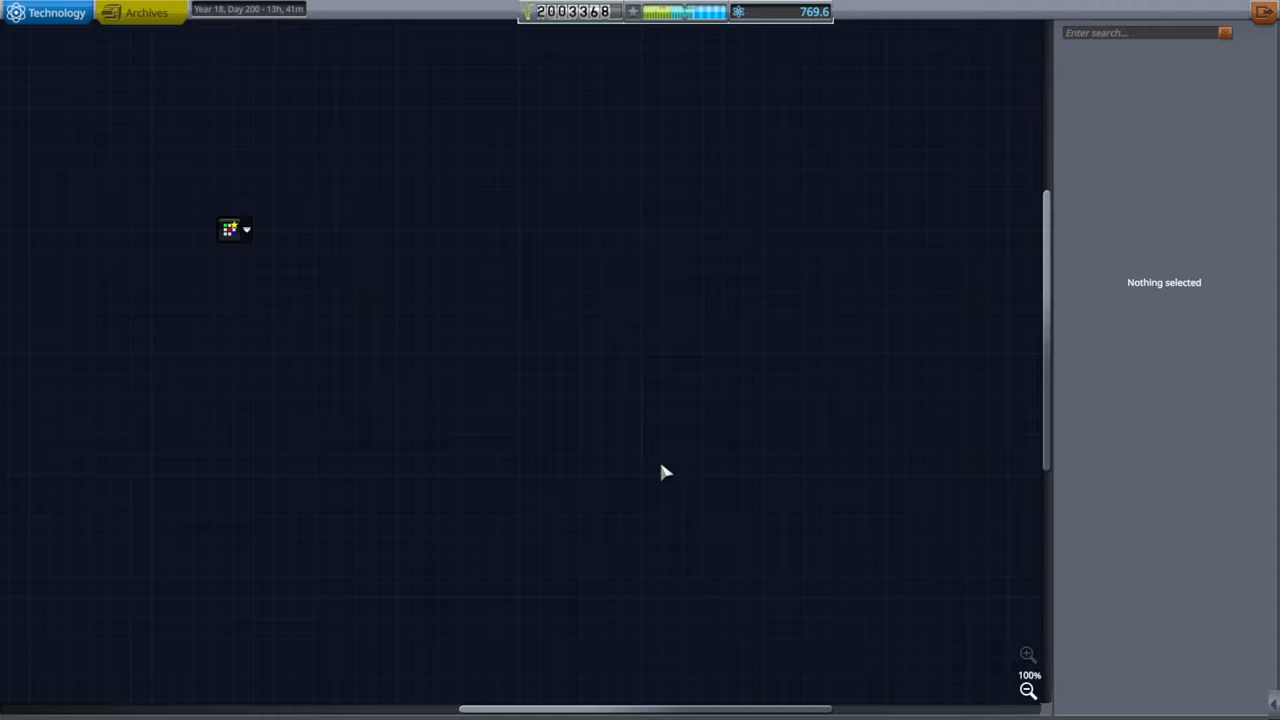 Technology
Archives
Year 18, Day 200 - 13h, 41m
2003368
769.6
Enter search...
Nothing selected
100%